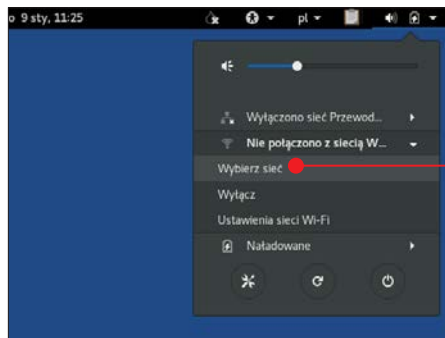 o 9 sty, 11:25
pl
Wyłączono sieć Przewod...
Nie połączono z siecią W...
Wybierz sieć
Wyłącz
Ustawienia sieci Wi-Fi
Naładowane